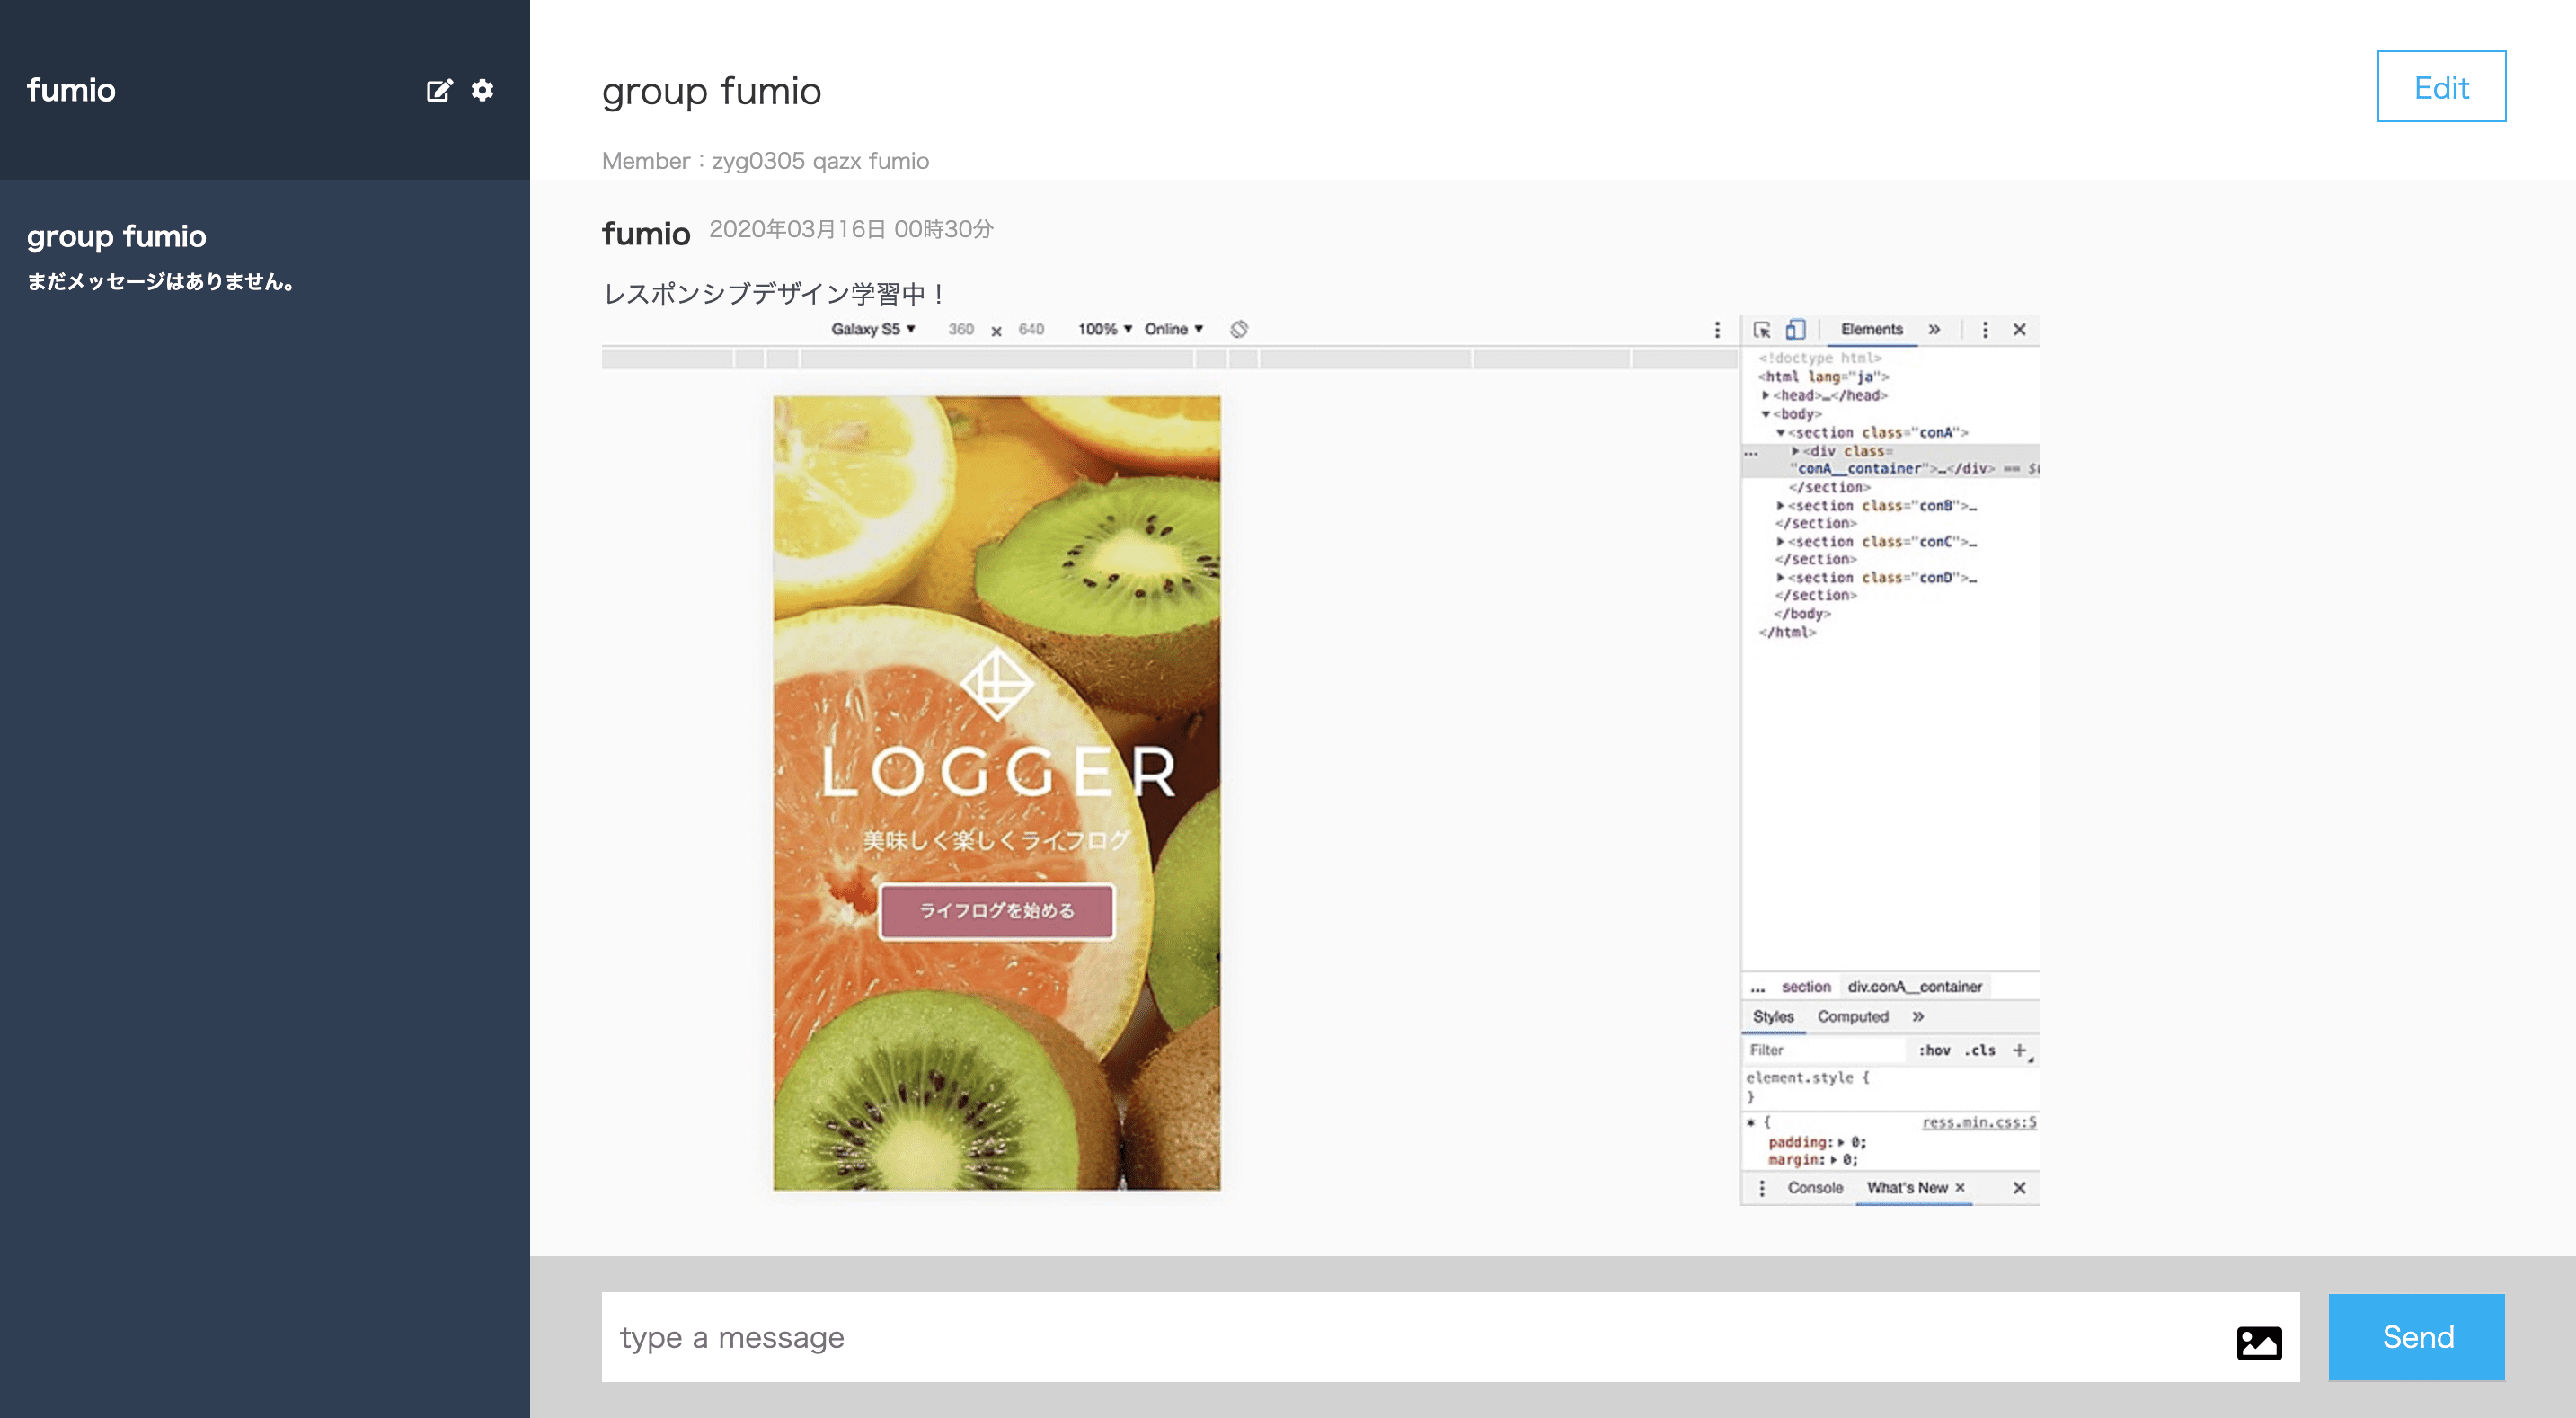 fumio
group fumio
まだメッセージはありません。
group fumio
Edit
Member：zyg0305 qazx fumio
fumio 2020年03月16日 00時30分
レスポンシブデザイン学習中！
Galaxy S5 ▼ 360 × 640 100% ▼ Online ▼
LOGGER
美味しく楽しくライフログ
ライフログを始める
Elements »
<!doctype html>
<html lang="ja">
▶<head>…</head>
▼<body>
▼<section class="conA">
… ▶<div class=
"conA__container">…</div> == $
</section>
▶<section class="conB">…
</section>
▶<section class="conC">…
</section>
▶<section class="conD">…
</section>
</body>
</html>
… section div.conA__container
Styles Computed »
Filter :hov .cls +
element.style {
}
* { ress.min.css:5
padding:▶ 0;
margin:▶ 0;
Console What's New ×
type a message
Send